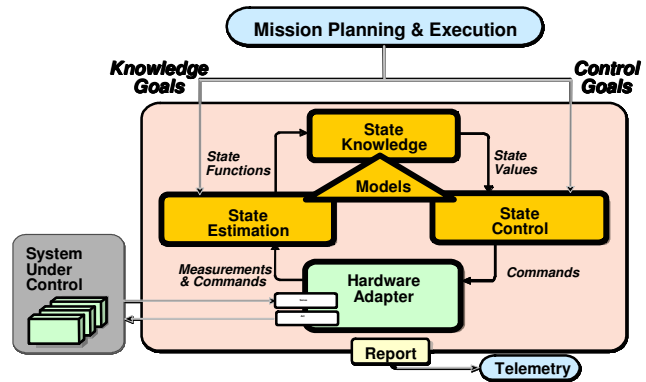 Mission Planning & Execution
Knowledge
Goals
Control
Goals
State
Knowledge
State
Functions
State
Values
Models
State
Estimation
State
Control
System
Under
Control
Measurements
& Commands
Hardware
Adapter
Commands
Report
Telemetry